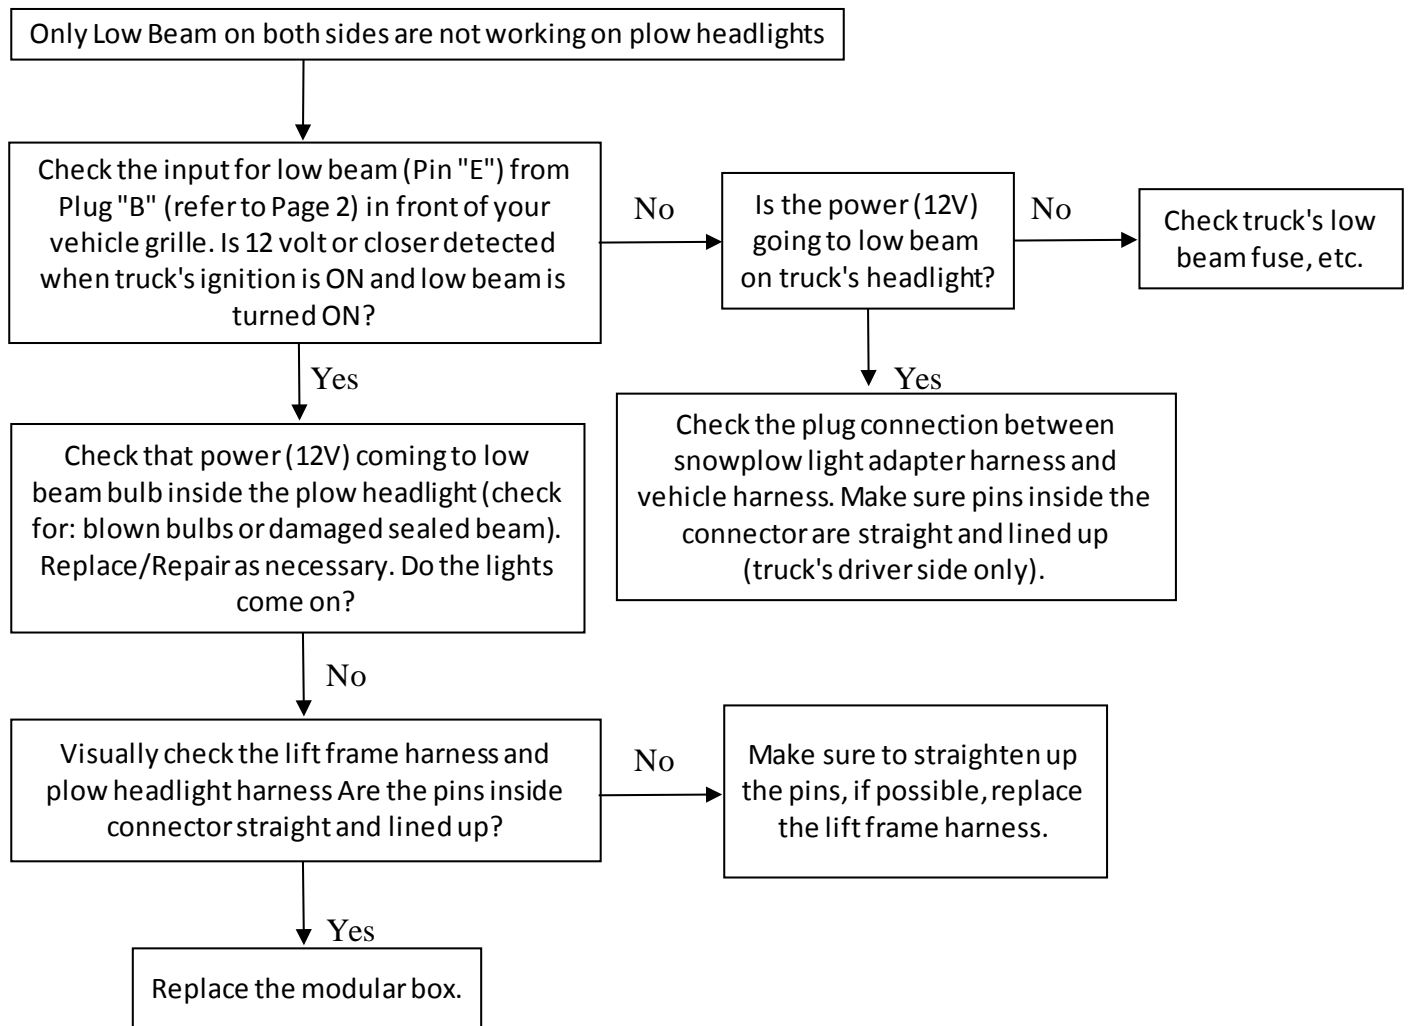 Only Low Beam on both sides are not working on plow headlights
Check the input for low beam (Pin "E") from
Plug "B" (refer to Page 2) in front of your
vehicle grille. Is 12 volt or closer detected
when truck's ignition is ON and low beam is
turned ON?
No
Is the power (12V)
going to low beam
on truck's headlight?
No
Check truck's low
beam fuse, etc.
Yes
Yes
Check that power (12V) coming to low
beam bulb inside the plow headlight (check
for: blown bulbs or damaged sealed beam).
Replace/Repair as necessary. Do the lights
come on?
Check the plug connection between
snowplow light adapter harness and
vehicle harness. Make sure pins inside the
connector are straight and lined up
(truck's driver side only).
No
Visually check the lift frame harness and
plow headlight harness Are the pins inside
connector straight and lined up?
No
Make sure to straighten up
the pins, if possible, replace
the lift frame harness.
Yes
Replace the modular box.